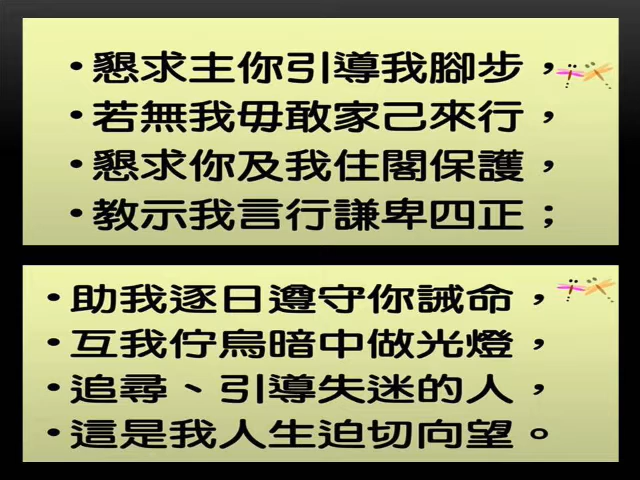 •懇求主你引導我腳步，
•若無我毋敢家己來行，
•懇求你及我住閣保護，
•教示我言行謙卑四正；
•助我逐日遵守你誡命，
•互我佇烏暗中做光燈，
•追尋、引導失迷的人，
•這是我人生迫切向望。